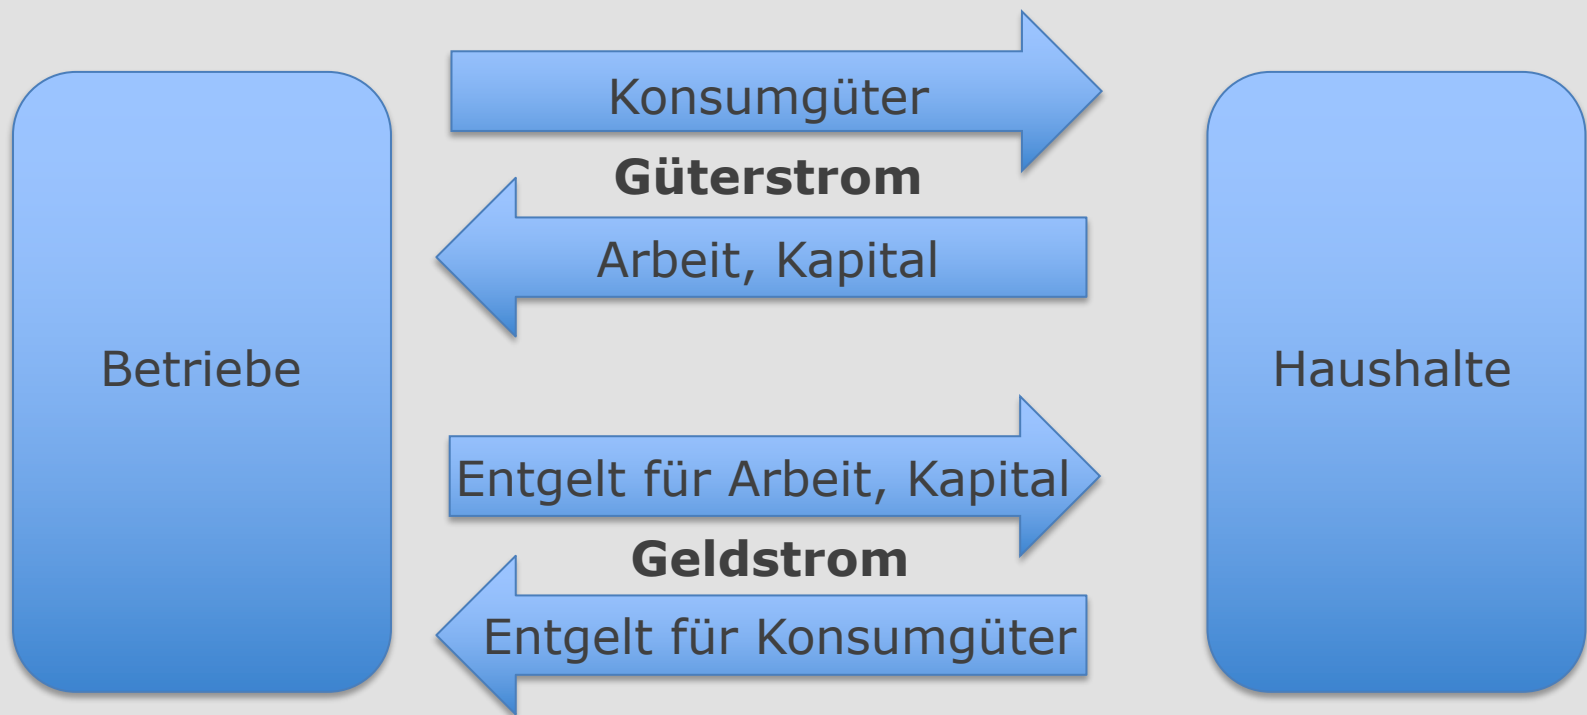 Konsumgüter
Güterstrom
Arbeit, Kapital
Betriebe
Haushalte
Entgelt für Arbeit, Kapital
Geldstrom
Entgelt für Konsumgüter